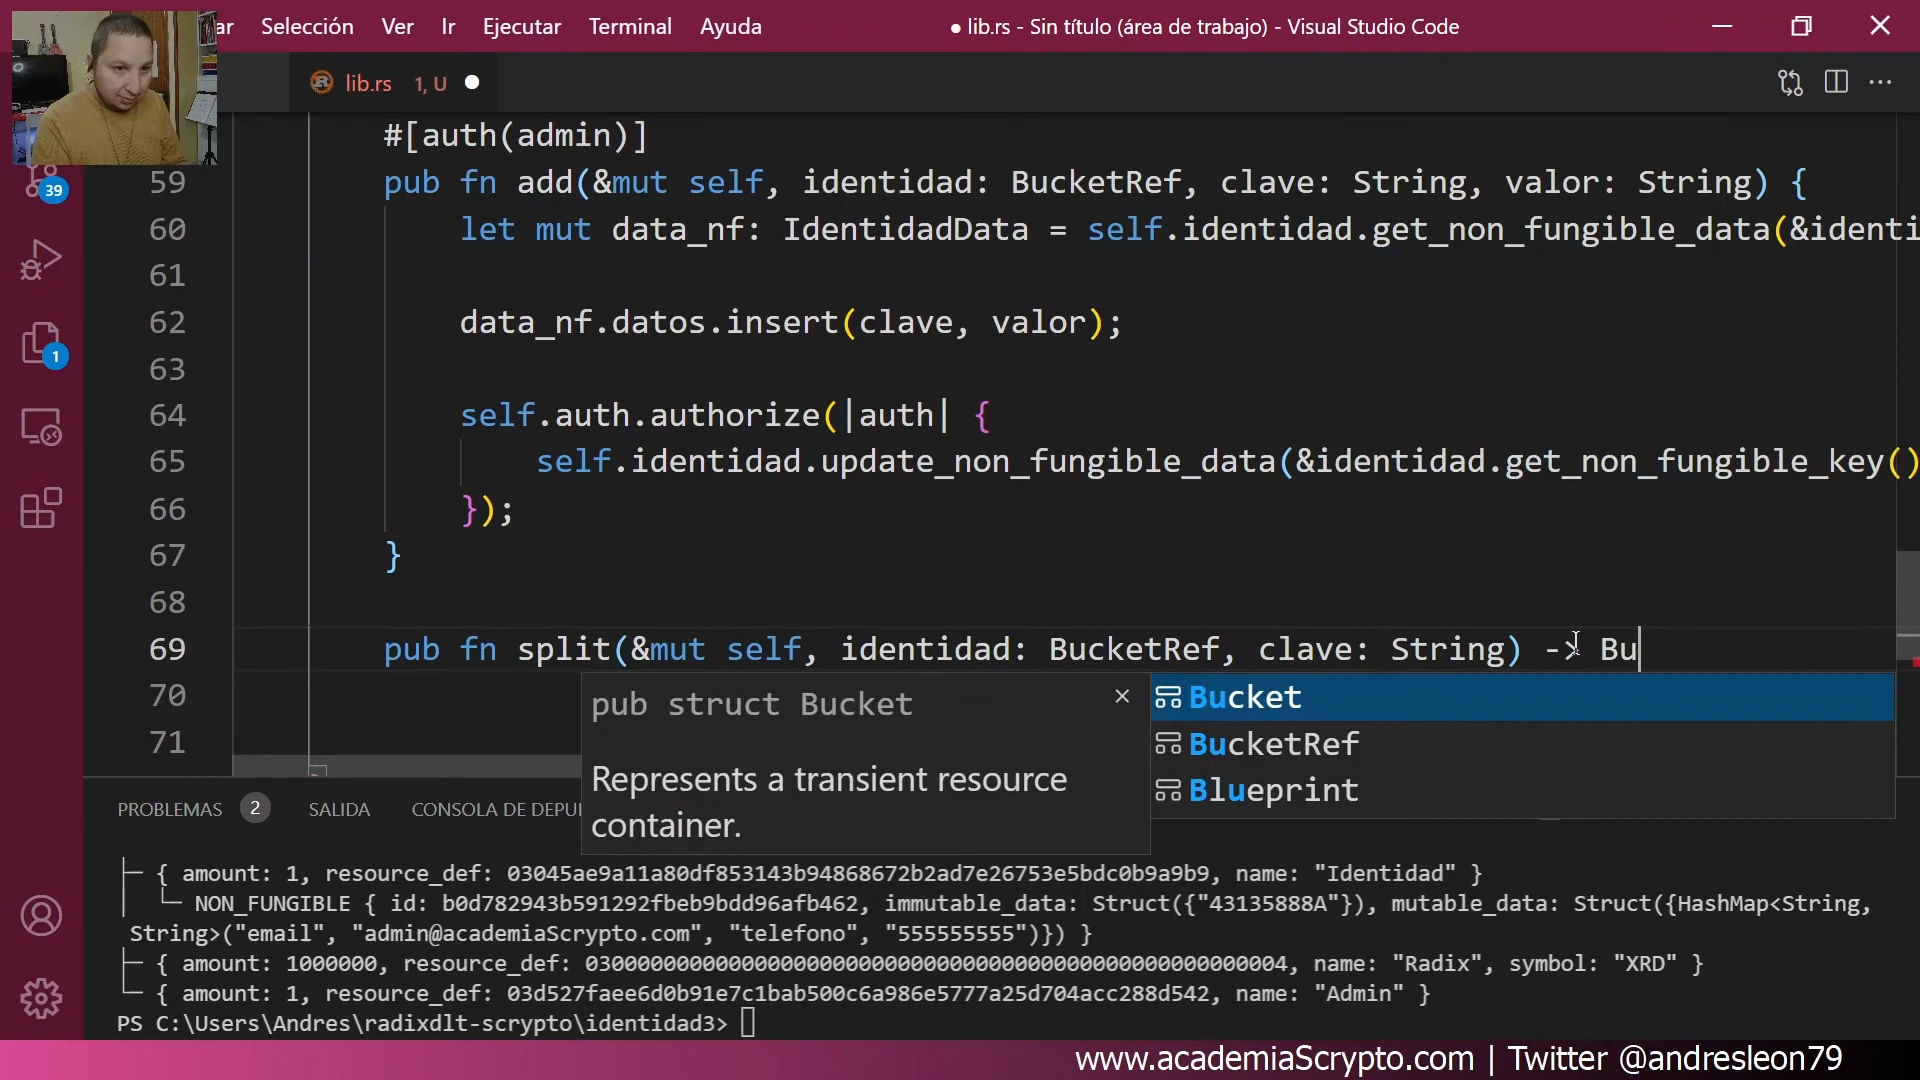 ar Selección Ver Ir Ejecutar Terminal Ayuda ● lib.rs - Sin título (área de trabajo) - Visual Studio Code
lib.rs 1, U
#[auth(admin)]
59 pub fn add(&mut self, identidad: BucketRef, clave: String, valor: String) {
60 let mut data_nf: IdentidadData = self.identidad.get_non_fungible_data(&identi
61
62 data_nf.datos.insert(clave, valor);
63
64 self.auth.authorize(|auth| {
65 self.identidad.update_non_fungible_data(&identidad.get_non_fungible_key()
66 });
67 }
68
69 pub fn split(&mut self, identidad: BucketRef, clave: String) -> Bu
70
71
39
1
pub struct Bucket
Represents a transient resource
container.
Bucket
BucketRef
Blueprint
PROBLEMAS 2 SALIDA CONSOLA DE DEPU
├─ { amount: 1, resource_def: 03045ae9a11a80df853143b94868672b2ad7e26753e5bdc0b9a9b9, name: "Identidad" }
│ └─ NON_FUNGIBLE { id: b0d782943b591292fbeb9bdd96afb462, immutable_data: Struct({"43135888A"}), mutable_data: Struct({HashMap<String,
String>("email", "admin@academiaScrypto.com", "telefono", "555555555")}) }
├─ { amount: 1000000, resource_def: 030000000000000000000000000000000000000000000000000004, name: "Radix", symbol: "XRD" }
└─ { amount: 1, resource_def: 03d527faee6d0b91e7c1bab500c6a986e5777a25d704acc288d542, name: "Admin" }
PS C:\Users\Andres\radixdlt-scrypto\identidad3>
www.academiaScrypto.com | Twitter @andresleon79